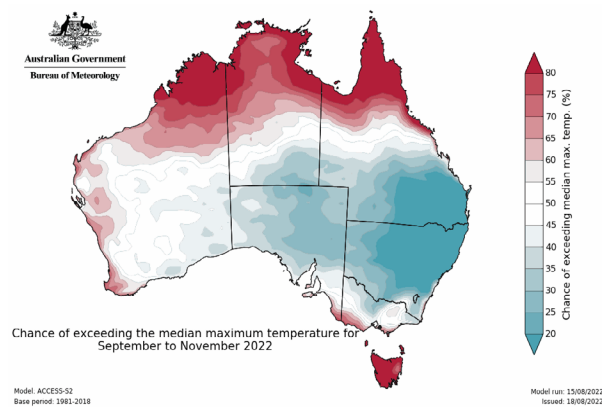 Australian Government
Bureau of Meteorology
80
75
70
65
60
55
50
45
40
35
30
25
20
Chance of exceeding median max. temp. (%)
Chance of exceeding the median maximum temperature for
September to November 2022
Model: ACCESS-S2
Base period: 1981-2018
Model run: 15/08/2022
Issued: 18/08/2022